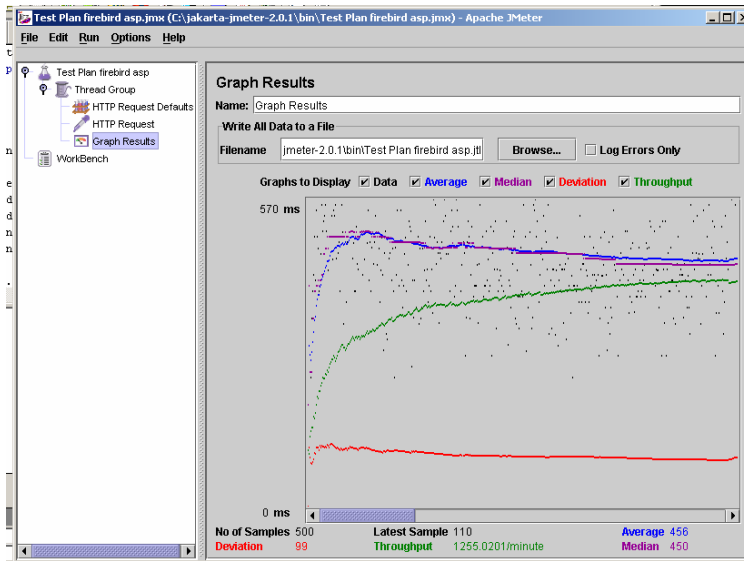 Test Plan firebird asp.jmx (C:\jakarta-jmeter-2.0.1\bin\Test Plan firebird asp.jmx) - Apache JMeter
File Edit Run Options Help
Test Plan firebird asp
Thread Group
HTTP Request Defaults
HTTP Request
Graph Results
WorkBench
Graph Results
Name: Graph Results
Write All Data to a File
Filename jmeter-2.0.1\bin\Test Plan firebird asp.jtl Browse... Log Errors Only
Graphs to Display Data Average Median Deviation Throughput
570 ms
0 ms
No of Samples 500 Latest Sample 110 Average 456
Deviation 99 Throughput 1255.0201/minute Median 450